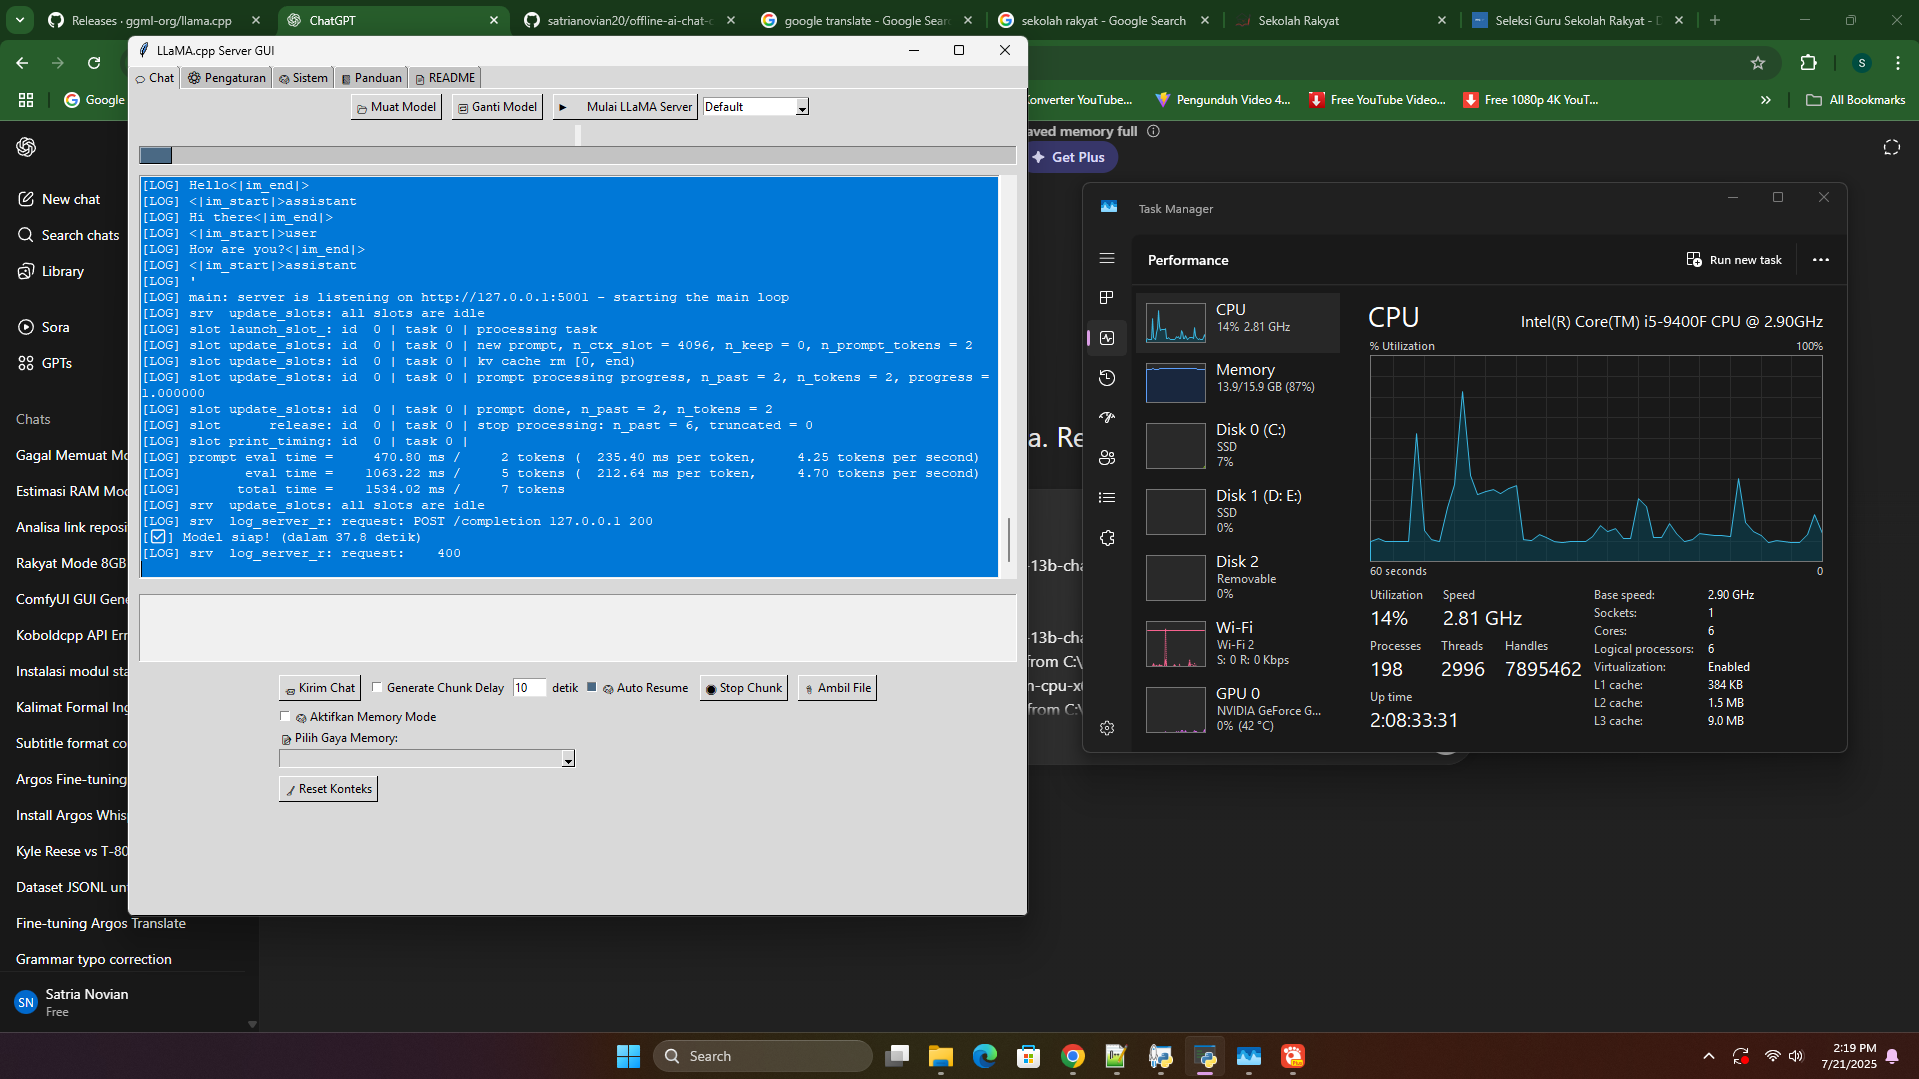 Releases · ggml-org/llama.cpp
ChatGPT
satrianovian20/offline-ai-chat-c
google translate - Google Sear
sekolah rakyat - Google Search
Sekolah Rakyat
Seleksi Guru Sekolah Rakyat - D
Google
Converter YouTube...
Pengunduh Video 4...
Free YouTube Video...
Free 1080p 4K YouT...
All Bookmarks
S
New chat
Search chats
Library
Sora
GPTs
Chats
Gagal Memuat Mo
Estimasi RAM Mod
Analisa link reposi
Rakyat Mode 8GB
ComfyUI GUI Gene
Koboldcpp API Err
Instalasi modul sta
Kalimat Formal Ing
Subtitle format co
Argos Fine-tuning
Install Argos Whisp
Kyle Reese vs T-80
Dataset JSONL unt
Fine-tuning Argos Translate
Grammar typo correction
SN
Satria Novian
Free
LLaMA.cpp Server GUI
Chat
Pengaturan
Sistem
Panduan
README
Muat Model
Ganti Model
Mulai LLaMA Server
Default
[LOG] Hello<|im_end|>
[LOG] <|im_start|>assistant
[LOG] Hi there<|im_end|>
[LOG] <|im_start|>user
[LOG] How are you?<|im_end|>
[LOG] <|im_start|>assistant
[LOG] '
[LOG] main: server is listening on http://127.0.0.1:5001 - starting the main loop
[LOG] srv  update_slots: all slots are idle
[LOG] slot launch_slot_: id  0 | task 0 | processing task
[LOG] slot update_slots: id  0 | task 0 | new prompt, n_ctx_slot = 4096, n_keep = 0, n_prompt_tokens = 2
[LOG] slot update_slots: id  0 | task 0 | kv cache rm [0, end)
[LOG] slot update_slots: id  0 | task 0 | prompt processing progress, n_past = 2, n_tokens = 2, progress =
1.000000
[LOG] slot update_slots: id  0 | task 0 | prompt done, n_past = 2, n_tokens = 2
[LOG] slot      release: id  0 | task 0 | stop processing: n_past = 6, truncated = 0
[LOG] slot print_timing: id  0 | task 0 |
[LOG] prompt eval time =     470.80 ms /     2 tokens (  235.40 ms per token,     4.25 tokens per second)
[LOG]        eval time =    1063.22 ms /     5 tokens (  212.64 ms per token,     4.70 tokens per second)
[LOG]       total time =    1534.02 ms /     7 tokens
[LOG] srv  update_slots: all slots are idle
[LOG] srv  log_server_r: request: POST /completion 127.0.0.1 200
[☑] Model siap! (dalam 37.8 detik)
[LOG] srv  log_server_r: request:    400
Kirim Chat
Generate Chunk Delay
10
detik
Auto Resume
Stop Chunk
Ambil File
Aktifkan Memory Mode
Pilih Gaya Memory:
Reset Konteks
aved memory full
Get Plus
a. Re
-13b-cha
-13b-cha
from C:\
n-cpu-x
from C:\
Task Manager
Performance
Run new task
CPU
14% 2.81 GHz
Memory
13.9/15.9 GB (87%)
Disk 0 (C:)
SSD
7%
Disk 1 (D: E:)
SSD
0%
Disk 2
Removable
0%
Wi-Fi
Wi-Fi 2
S: 0 R: 0 Kbps
GPU 0
NVIDIA GeForce G...
0% (42 °C)
CPU
Intel(R) Core(TM) i5-9400F CPU @ 2.90GHz
% Utilization
100%
60 seconds
0
Utilization
14%
Speed
2.81 GHz
Processes
198
Threads
2996
Handles
7895462
Up time
2:08:33:31
Base speed: 2.90 GHz
Sockets: 1
Cores: 6
Logical processors: 6
Virtualization: Enabled
L1 cache: 384 KB
L2 cache: 1.5 MB
L3 cache: 9.0 MB
Search
2:19 PM
7/21/2025